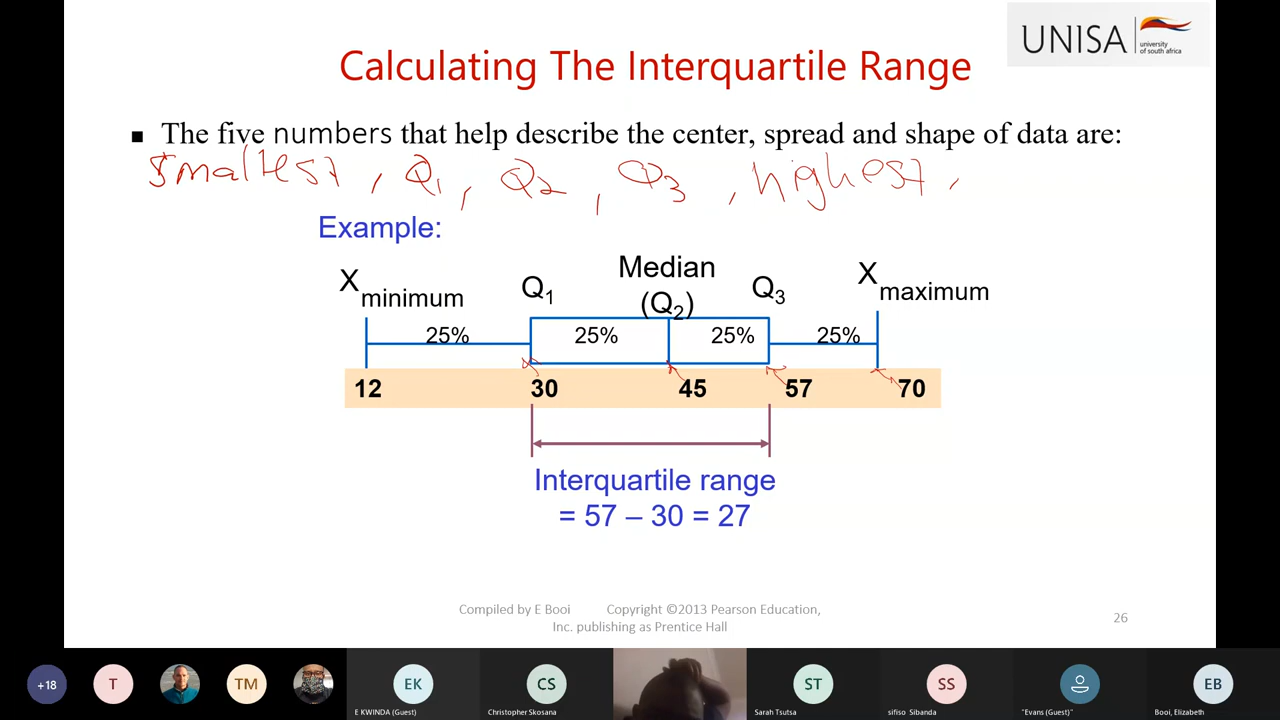 UNISA
university
of south africa
Calculating The Interquartile Range
■ The five numbers that help describe the center, spread and shape of data are:
Smallest, Q1, Q2, Q3, highest,
Example:
Xminimum Q1 Median (Q2) Q3 Xmaximum
25% 25% 25% 25%
12 30 45 57 70
Interquartile range
= 57 – 30 = 27
Compiled by E Booi Copyright ©2013 Pearson Education,
Inc. publishing as Prentice Hall
26
+18 T TM EK CS ST SS EB
E KWINDA (Guest) Christopher Skosana Sarah Tsutsa sifiso Sibanda "Evans (Guest)" Booi, Elizabeth